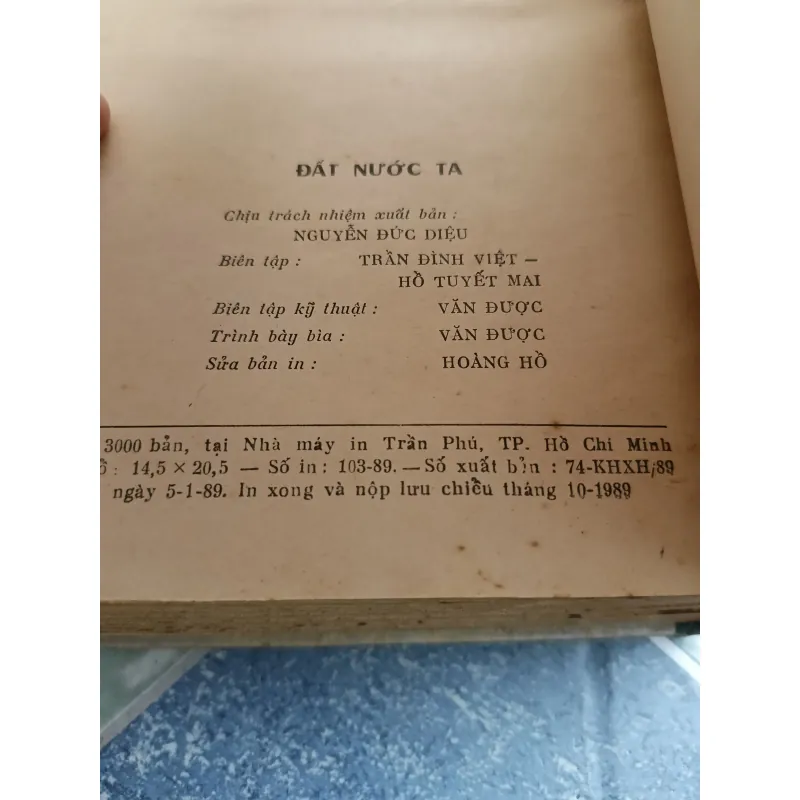 ĐẤT NƯỚC TA
Chịu trách nhiệm xuất bản :
NGUYỄN ĐỨC DIỆU
Biên tập : TRẦN ĐÌNH VIỆT —
HỒ TUYẾT MAI
Biên tập kỹ thuật : VĂN ĐƯỢC
Trình bày bìa : VĂN ĐƯỢC
Sửa bản in : HOÀNG HỒ
3000 bản, tại Nhà máy in Trần Phú, TP. Hồ Chí Minh
: 14,5 × 20,5 — Số in : 103-89. — Số xuất bản : 74-KHXH/89
ngày 5-1-89. In xong và nộp lưu chiều tháng 10-1989